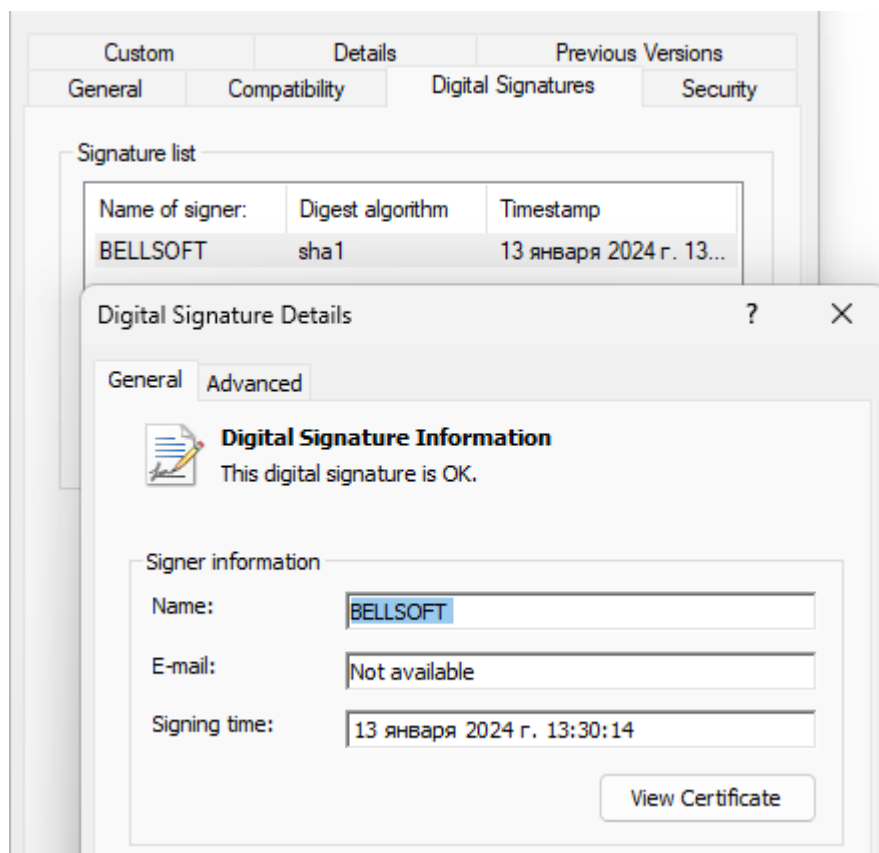 Custom Details Previous Versions
General Compatibility Digital Signatures Security
Signature list
Name of signer: Digest algorithm Timestamp
BELLSOFT sha1 13 января 2024 г. 13...
Digital Signature Details ?
General Advanced
Digital Signature Information
This digital signature is OK.
Signer information
Name: BELLSOFT
E-mail: Not available
Signing time: 13 января 2024 г. 13:30:14
View Certificate